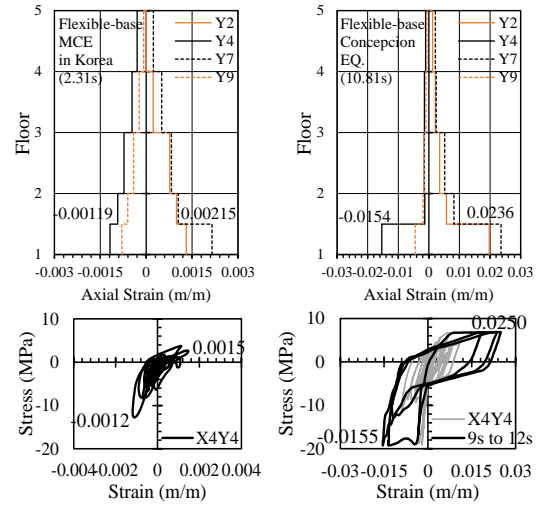 5
4
3
2
1
Floor
Flexible-base
MCE
in Korea
(2.31s)
Y2
Y4
Y7
Y9
-0.00119
0.00215
-0.003
-0.0015
0
0.0015
0.003
Axial Strain (m/m)
5
4
3
2
1
Floor
Flexible-base
Concepcion
EQ.
(10.81s)
Y2
Y4
Y7
Y9
-0.0154
0.0236
-0.03
-0.02
-0.01
0
0.01
0.02
0.03
Axial Strain (m/m)
10
0
-10
-20
Stress (MPa)
0.0015
-0.0012
X4Y4
-0.004
-0.002
0
0.002
0.004
Strain (m/m)
10
0
-10
-20
Stress (MPa)
0.0250
-0.0155
X4Y4
9s to 12s
-0.03
-0.015
0
0.015
0.03
Strain (m/m)